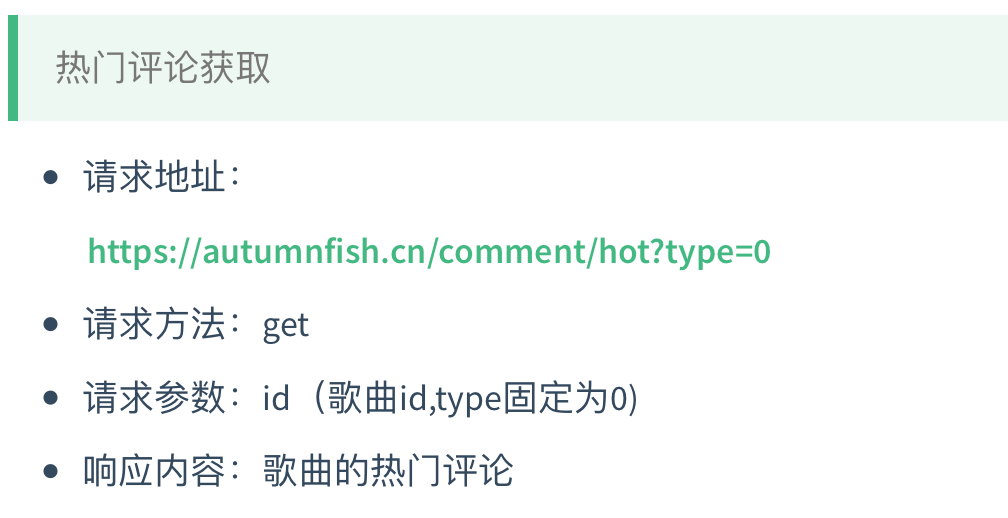 热门评论获取
请求地址：
https://autumnfish.cn/comment/hot?type=0
请求方法：get
请求参数：id（歌曲id,type固定为0)
响应内容：歌曲的热门评论